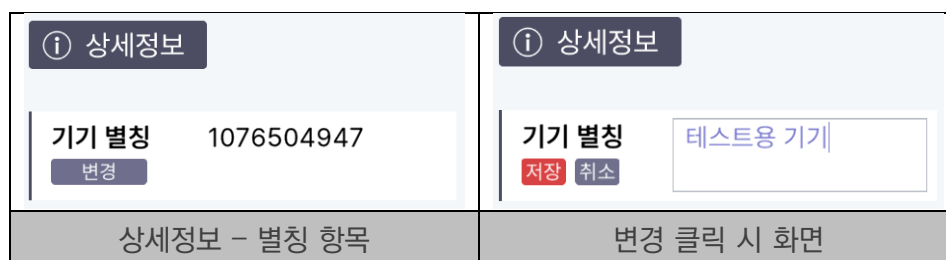 ⓘ 상세정보
기기 별칭 1076504947
변경
상세정보 - 별칭 항목
ⓘ 상세정보
기기 별칭 테스트용 기기
저장 취소
변경 클릭 시 화면